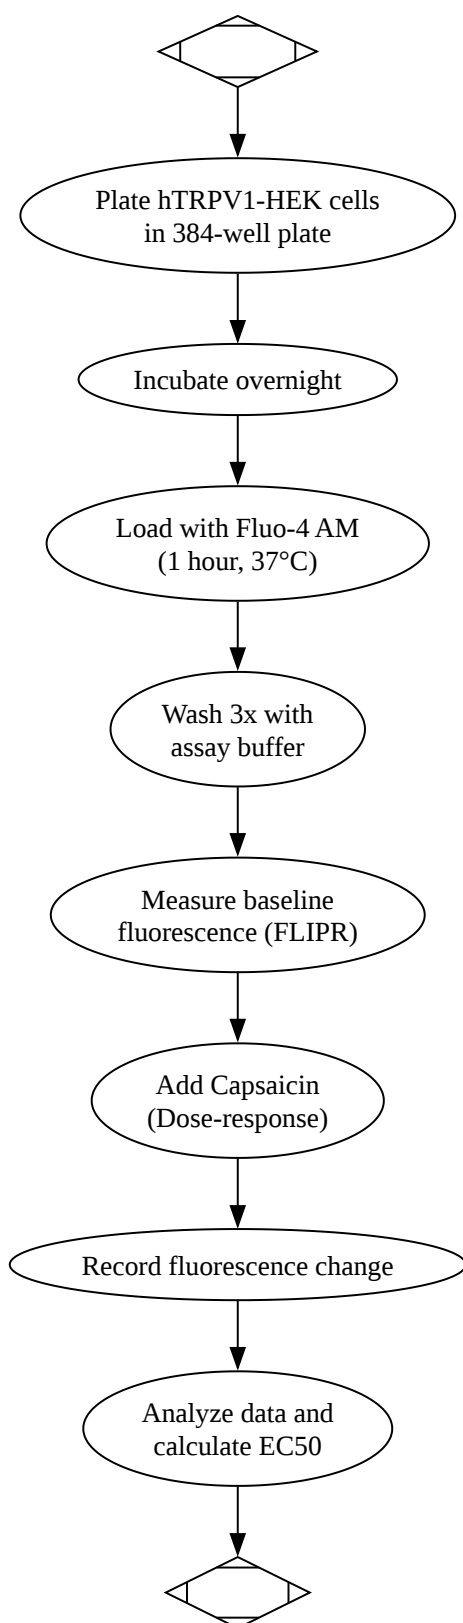 Plate hTRPV1-HEK cells
in 384-well plate
Incubate overnight
Load with Fluo-4 AM
(1 hour, 37°C)
Wash 3x with
assay buffer
Measure baseline
fluorescence (FLIPR)
Add Capsaicin
(Dose-response)
Record fluorescence change
Analyze data and
calculate EC50